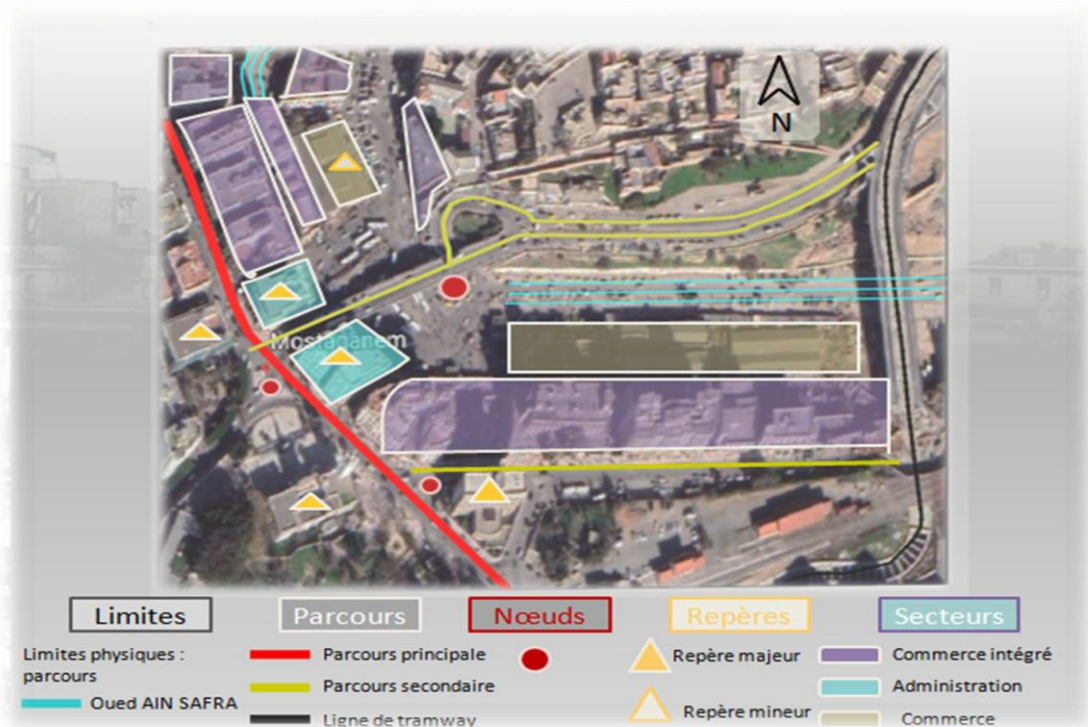 N
Mostaganem
Limites
Parcours
Nœuds
Repères
Secteurs
Limites physiques :
parcours
Oued AIN SAFRA
Parcours principale
Parcours secondaire
Ligne de tramway
Repère majeur
Repère mineur
Commerce intégré
Administration
Commerce